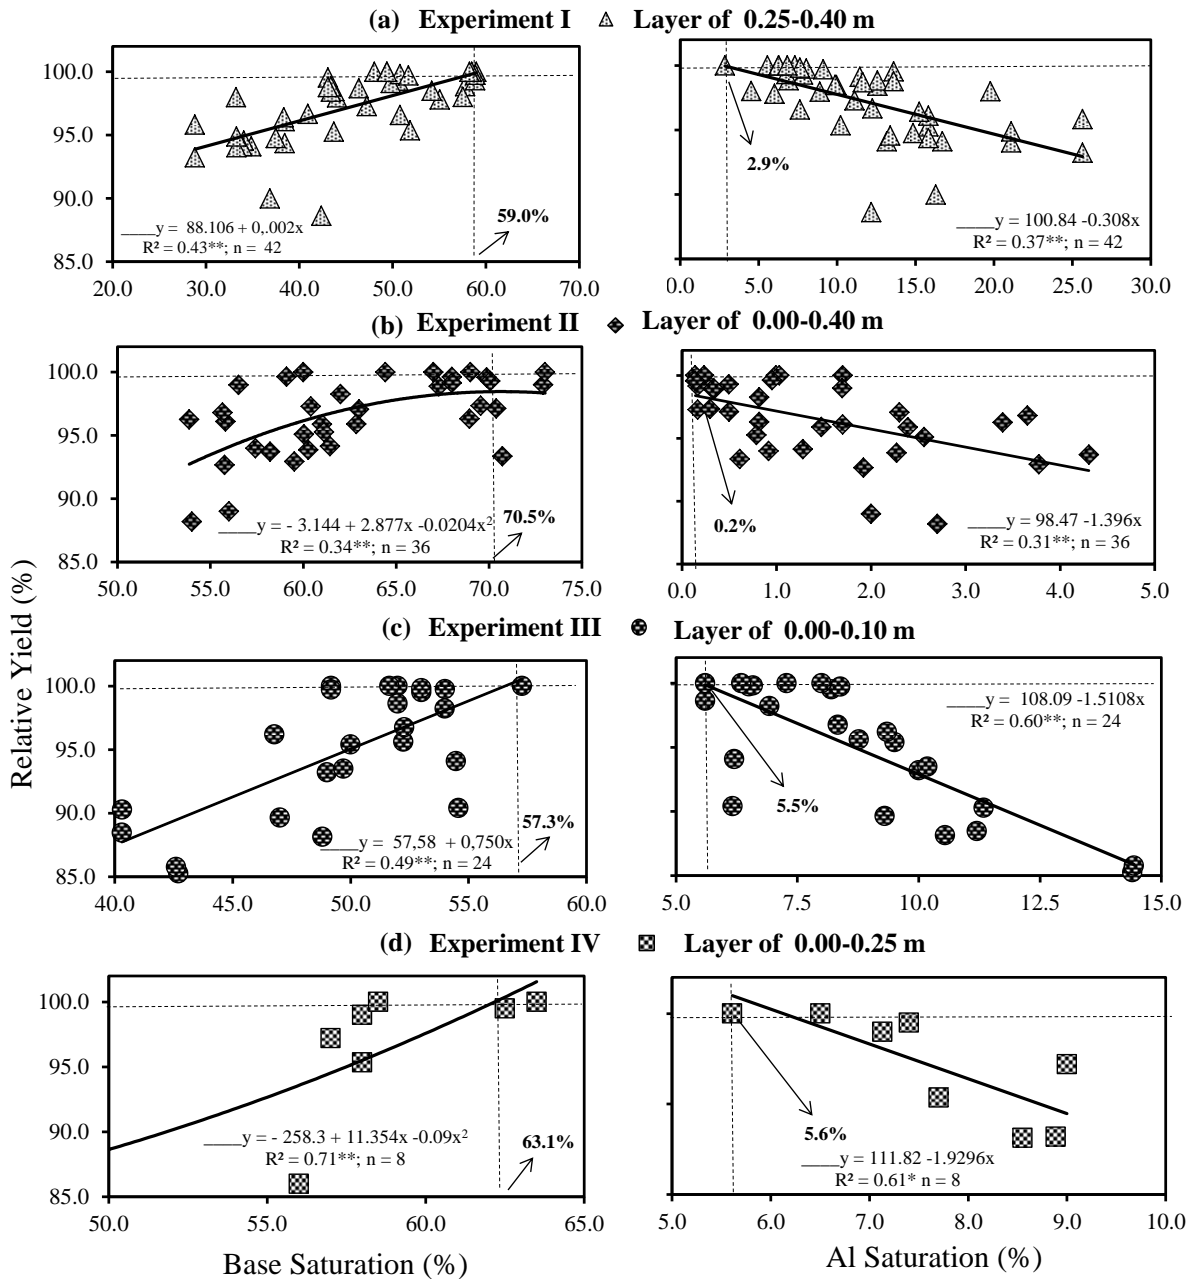 (a) Experiment I Layer of 0.25-0.40 m
100.0
95.0
90.0
85.0
59.0%
____y = 88.106 + 0,.002x
R² = 0.43**; n = 42
20.0 30.0 40.0 50.0 60.0 70.0
2.9%
____y = 100.84 -0.308x
R² = 0.37**; n = 42
0.0 5.0 10.0 15.0 20.0 25.0 30.0
(b) Experiment II Layer of 0.00-0.40 m
100.0
95.0
90.0
85.0
70.5%
____y = - 3.144 + 2.877x -0.0204x²
R² = 0.34**; n = 36
50.0 55.0 60.0 65.0 70.0 75.0
0.2%
____y = 98.47 -1.396x
R² = 0.31**; n = 36
0.0 1.0 2.0 3.0 4.0 5.0
(c) Experiment III Layer of 0.00-0.10 m
100.0
95.0
90.0
85.0
57.3%
____y = 57,58 + 0,750x
R² = 0.49**; n = 24
40.0 45.0 50.0 55.0 60.0
____y = 108.09 -1.5108x
R² = 0.60**; n = 24
5.5%
5.0 7.5 10.0 12.5 15.0
(d) Experiment IV Layer of 0.00-0.25 m
100.0
95.0
90.0
85.0
____y = - 258.3 + 11.354x -0.09x²
R² = 0.71**; n = 8
63.1%
50.0 55.0 60.0 65.0
5.6%
____y = 111.82 -1.9296x
R² = 0.61* n = 8
5.0 6.0 7.0 8.0 9.0 10.0
Relative Yield (%)
Base Saturation (%)
Al Saturation (%)